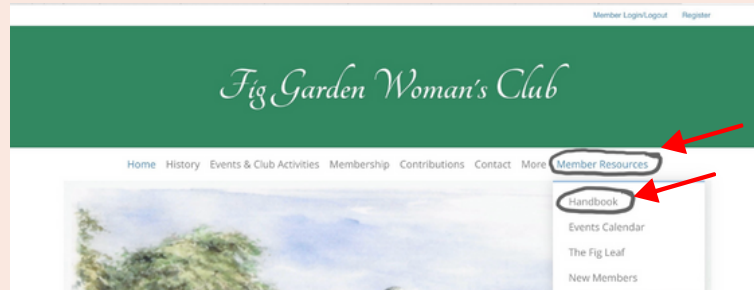 Member Login/Logout Register
Fig Garden Woman's Club
Home History Events & Club Activities Membership Contributions Contact More Member Resources
Handbook
Events Calendar
The Fig Leaf
New Members